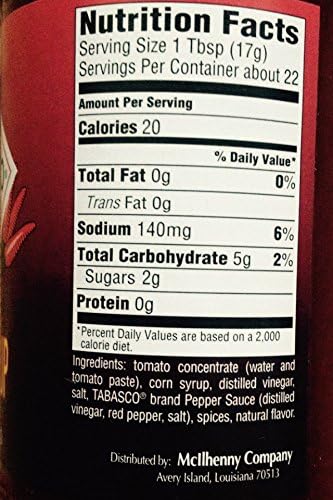 Nutrition Facts
Serving Size 1 Tbsp (17g)
Servings Per Container about 22
Amount Per Serving
Calories 20
% Daily Value*
Total Fat 0g 0%
Trans Fat 0g
Sodium 140mg 6%
Total Carbohydrate 5g 2%
Sugars 2g
Protein 0g
*Percent Daily Values are based on a 2,000
calorie diet.
Ingredients: tomato concentrate (water and
tomato paste), corn syrup, distilled vinegar,
salt, TABASCO® brand Pepper Sauce (distilled
vinegar, red pepper, salt), spices, natural flavor.
Distributed by: McIlhenny Company
Avery Island, Louisiana 70513